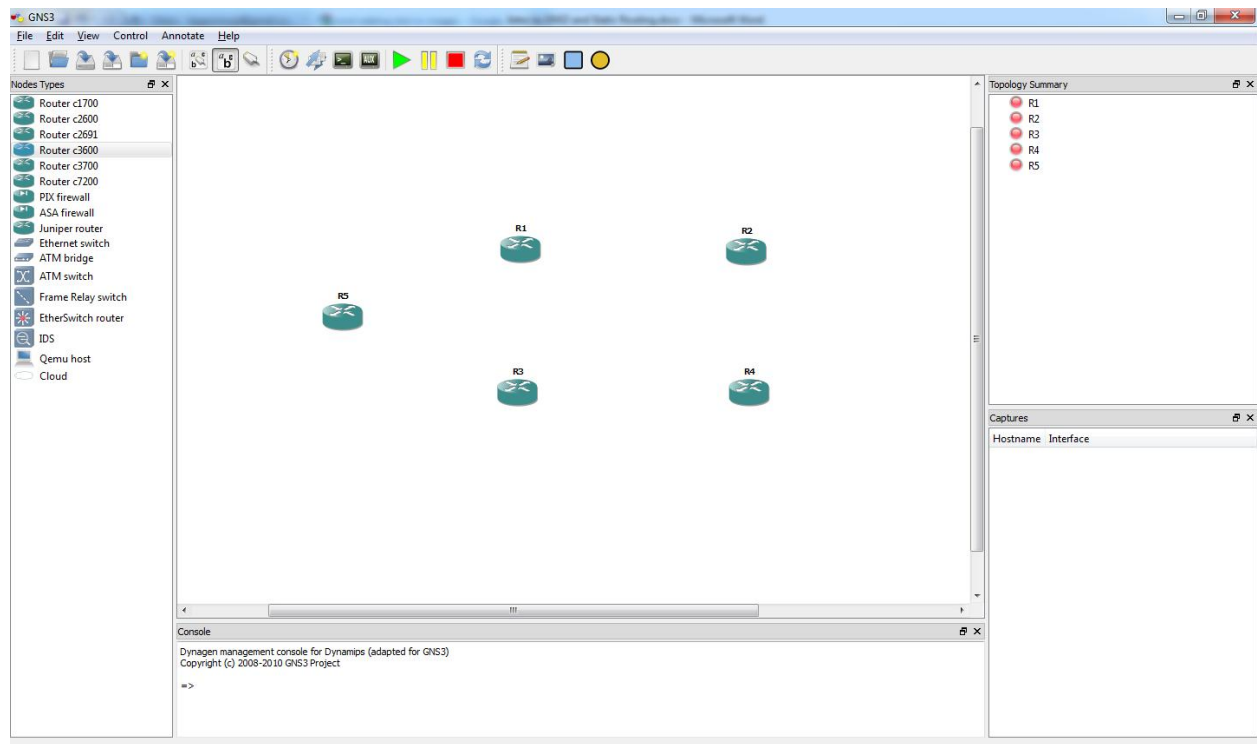 GNS3
File Edit View Control Annotate Help
Nodes Types
Router c1700
Router c2600
Router c2691
Router c3600
Router c3700
Router c7200
PIX firewall
ASA firewall
Juniper router
Ethernet switch
ATM bridge
ATM switch
Frame Relay switch
EtherSwitch router
IDS
Qemu host
Cloud
R1
R2
R5
R3
R4
Topology Summary
R1
R2
R3
R4
R5
Captures
Hostname Interface
Console
Dynagen management console for Dynamips (adapted for GNS3)
Copyright (c) 2008-2010 GNS3 Project
=>